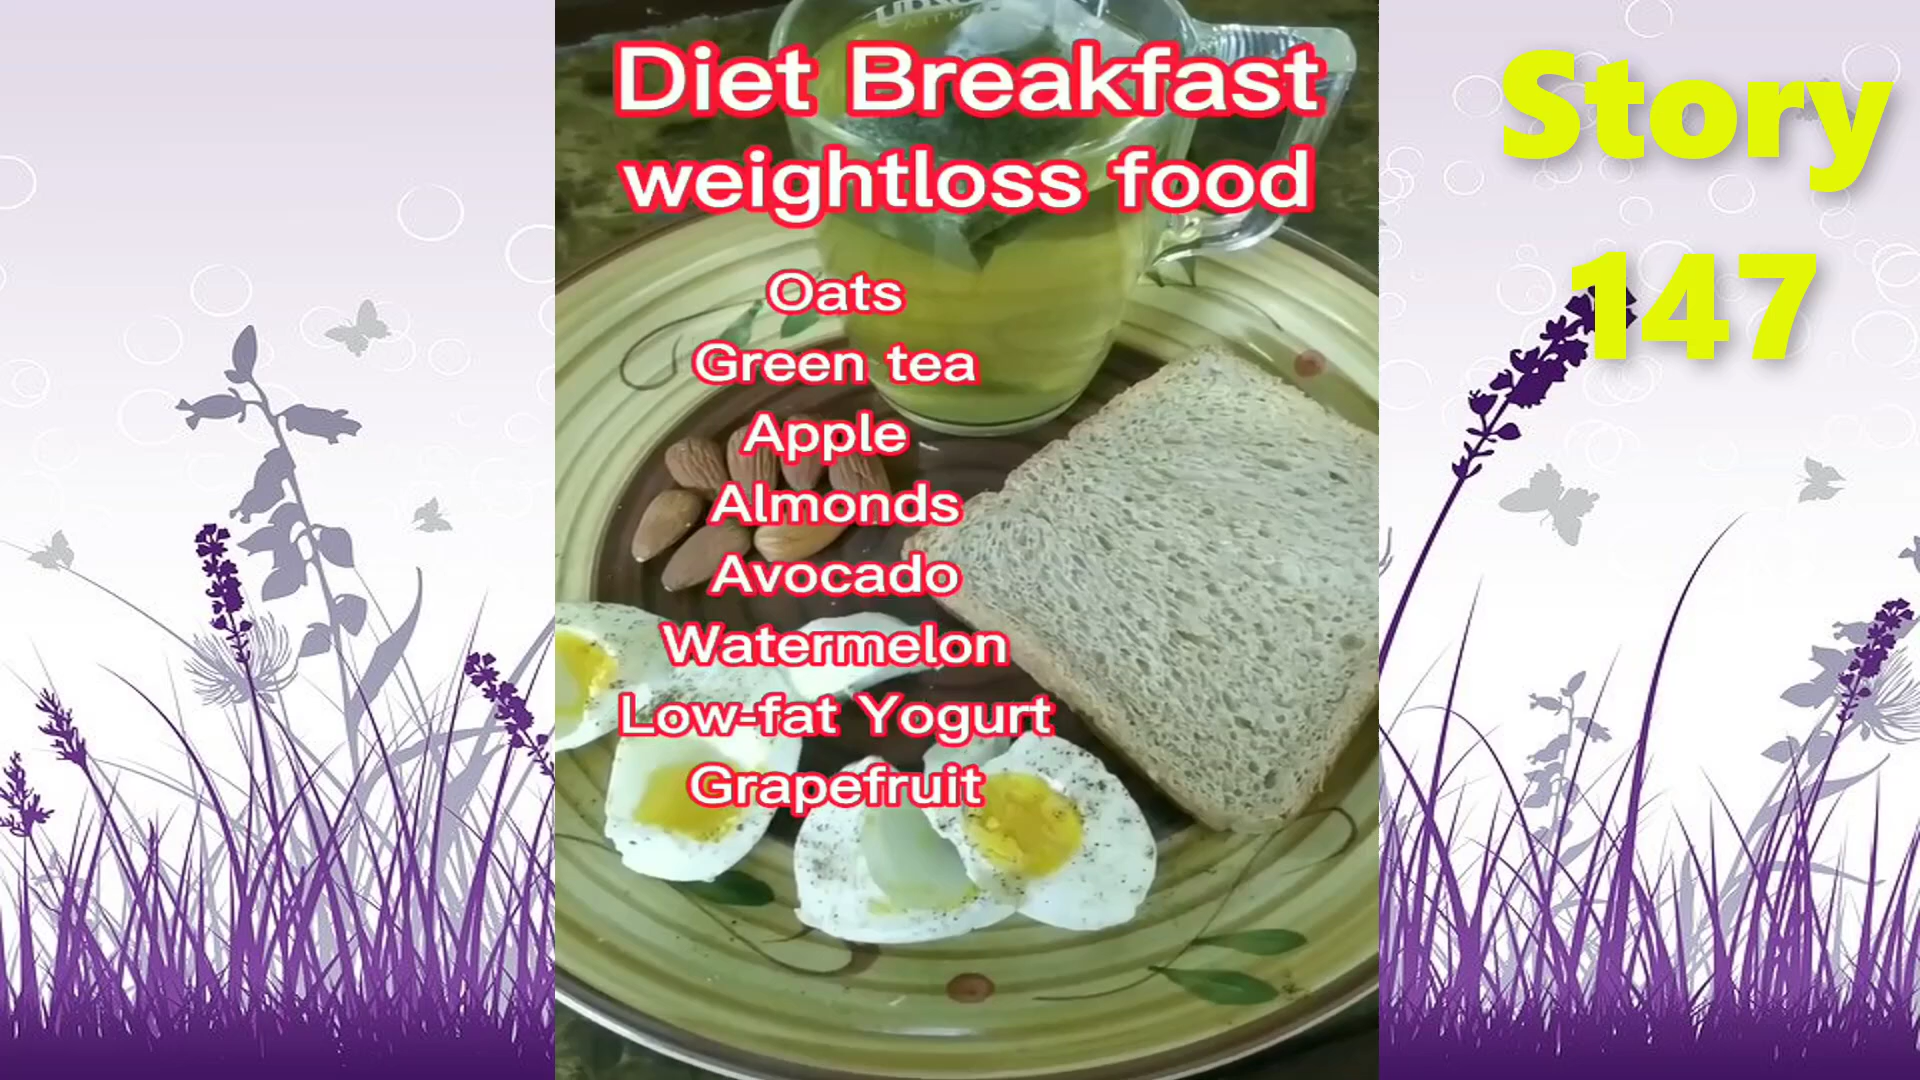 Diet Breakfast
weightloss food
Oats
Green tea
Apple
Almonds
Avocado
Watermelon
Low-fat Yogurt
Grapefruit
Story
147